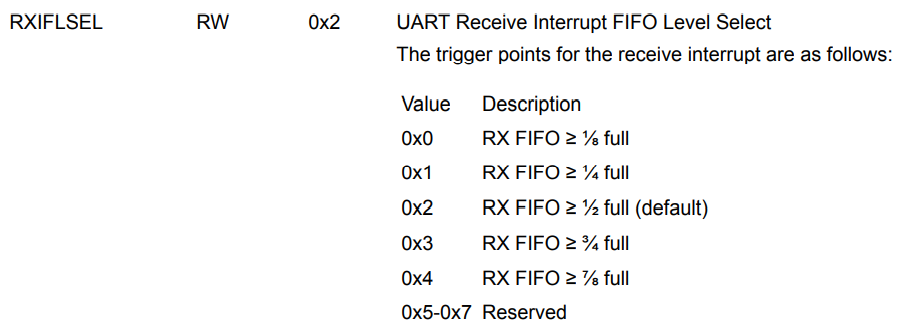 RXIFLSEL RW 0x2 UART Receive Interrupt FIFO Level Select
The trigger points for the receive interrupt are as follows:
Value Description
0x0 RX FIFO ≥ ⅛ full
0x1 RX FIFO ≥ ¼ full
0x2 RX FIFO ≥ ½ full (default)
0x3 RX FIFO ≥ ¾ full
0x4 RX FIFO ≥ ⅞ full
0x5-0x7 Reserved